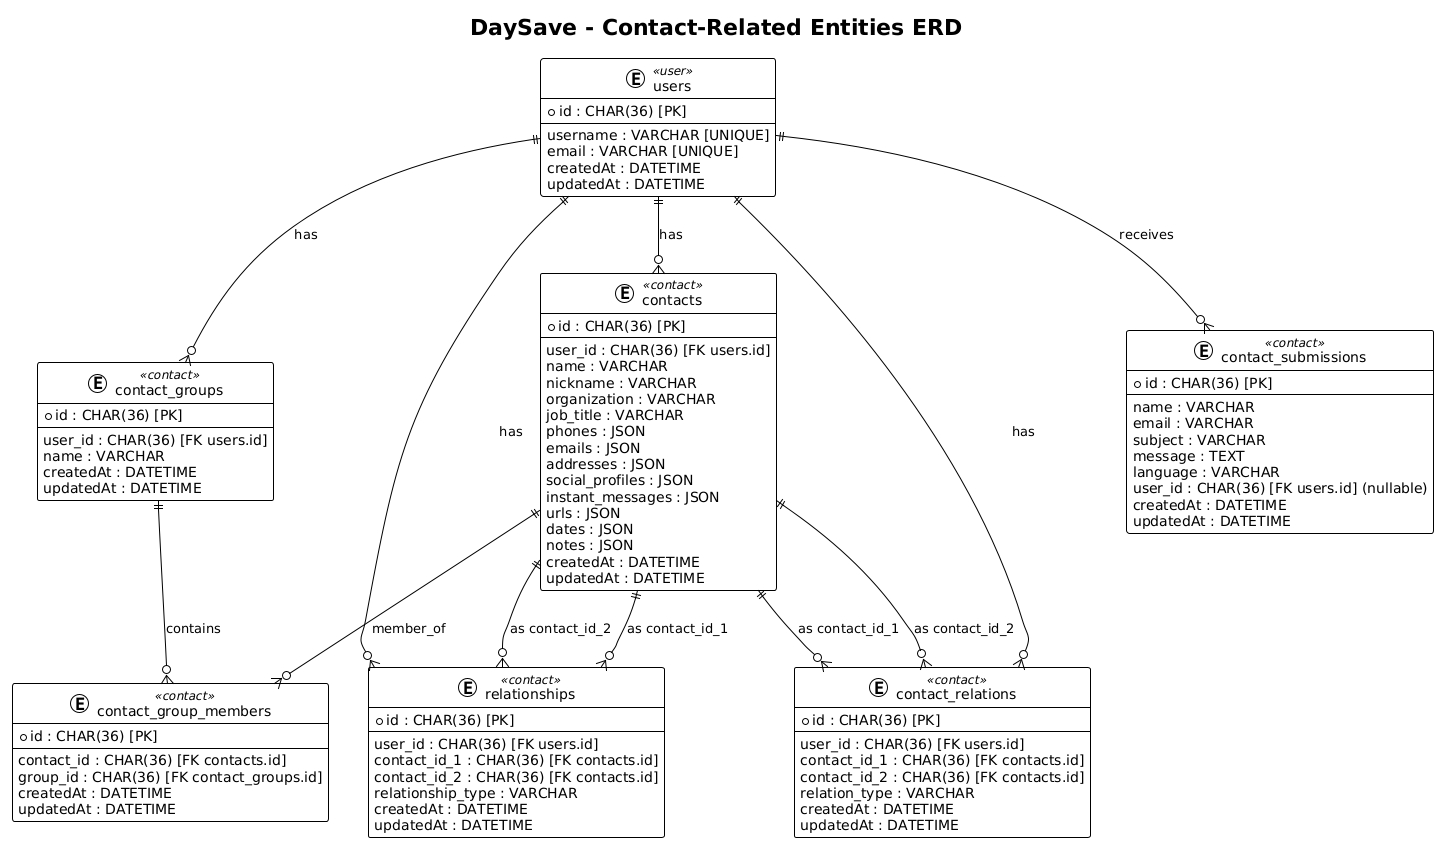 DaySave - Contact-Related Entities ERD
«user»
E users
id : CHAR(36) [PK]
username : VARCHAR [UNIQUE]
email : VARCHAR [UNIQUE]
createdAt : DATETIME
updatedAt : DATETIME
has
has
receives
has
has
«contact»
E contacts
id : CHAR(36) [PK]
user_id : CHAR(36) [FK users.id]
name : VARCHAR
nickname : VARCHAR
organization : VARCHAR
job_title : VARCHAR
phones : JSON
emails : JSON
addresses : JSON
social_profiles : JSON
instant_messages : JSON
urls : JSON
dates : JSON
notes : JSON
createdAt : DATETIME
updatedAt : DATETIME
«contact»
E contact_groups
id : CHAR(36) [PK]
user_id : CHAR(36) [FK users.id]
name : VARCHAR
createdAt : DATETIME
updatedAt : DATETIME
«contact»
E contact_submissions
id : CHAR(36) [PK]
name : VARCHAR
email : VARCHAR
subject : VARCHAR
message : TEXT
language : VARCHAR
user_id : CHAR(36) [FK users.id] (nullable)
createdAt : DATETIME
updatedAt : DATETIME
contains
member_of
as contact_id_2
as contact_id_1
as contact_id_1
as contact_id_2
«contact»
E contact_group_members
id : CHAR(36) [PK]
contact_id : CHAR(36) [FK contacts.id]
group_id : CHAR(36) [FK contact_groups.id]
createdAt : DATETIME
updatedAt : DATETIME
«contact»
E relationships
id : CHAR(36) [PK]
user_id : CHAR(36) [FK users.id]
contact_id_1 : CHAR(36) [FK contacts.id]
contact_id_2 : CHAR(36) [FK contacts.id]
relationship_type : VARCHAR
createdAt : DATETIME
updatedAt : DATETIME
«contact»
E contact_relations
id : CHAR(36) [PK]
user_id : CHAR(36) [FK users.id]
contact_id_1 : CHAR(36) [FK contacts.id]
contact_id_2 : CHAR(36) [FK contacts.id]
relation_type : VARCHAR
createdAt : DATETIME
updatedAt : DATETIME